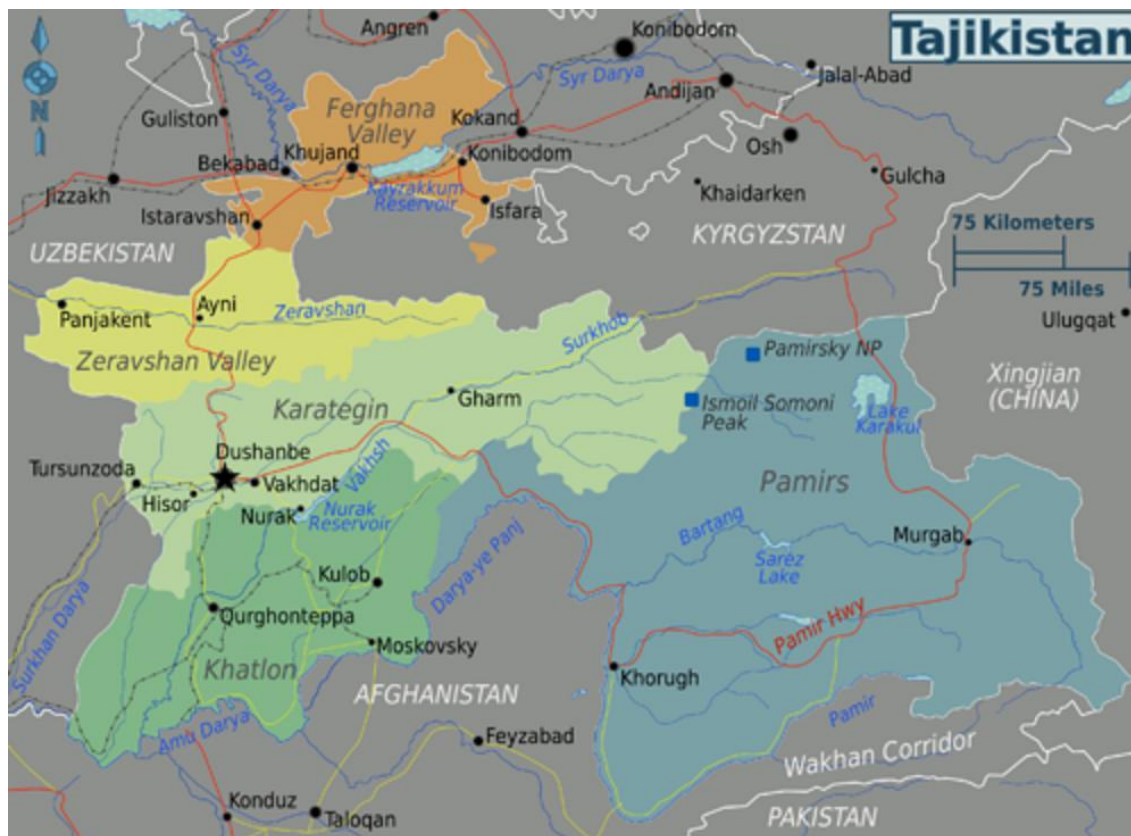 Tajikistan
Angren
Konibodom
Syr Darya
Syr Darya
Jalal-Abad
Andijan
Guliston
Ferghana
Valley
Kokand
Osh
Bekabad
Khujand
Konibodom
Gulcha
Jizzakh
Kayrakkum
Reservoir
Khaidarken
Isfara
Istaravshan
UZBEKISTAN
KYRGYZSTAN
75 Kilometers
75 Miles
N
Panjakent
Ayni
Zeravshan
Surkhob
Ulugqat
Zeravshan Valley
Pamirsky NP
Xingjian
(CHINA)
Karategin
Gharm
Ismoil Somoni
Peak
Lake
Karakul
Dushanbe
Tursunzoda
Vakhsh
Hisor
Vakhdat
Pamirs
Nurak
Nurak
Reservoir
Bartang
Murgab
Darya-ye Panj
Sarez
Lake
Kulob
Surkhan Darya
Qurghonteppa
Pamir Hwy
Moskovsky
Khatlon
Khorugh
AFGHANISTAN
Pamir
Amu Darya
Feyzabad
Wakhan Corridor
Konduz
Taloqan
PAKISTAN